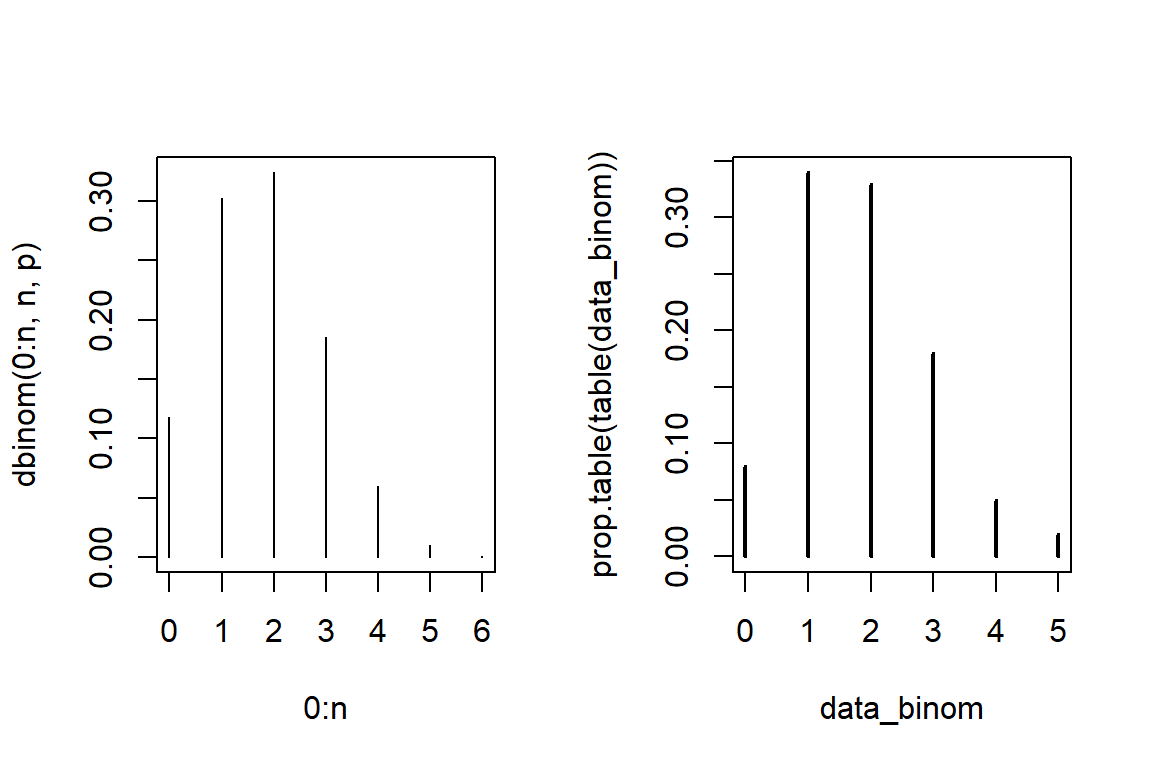 dbinom(0:n, n, p)
0.30
0.20
0.10
0.00
0 1 2 3 4 5 6
0:n
prop.table(table(data_binom))
0.30
0.20
0.10
0.00
0 1 2 3 4 5
data_binom